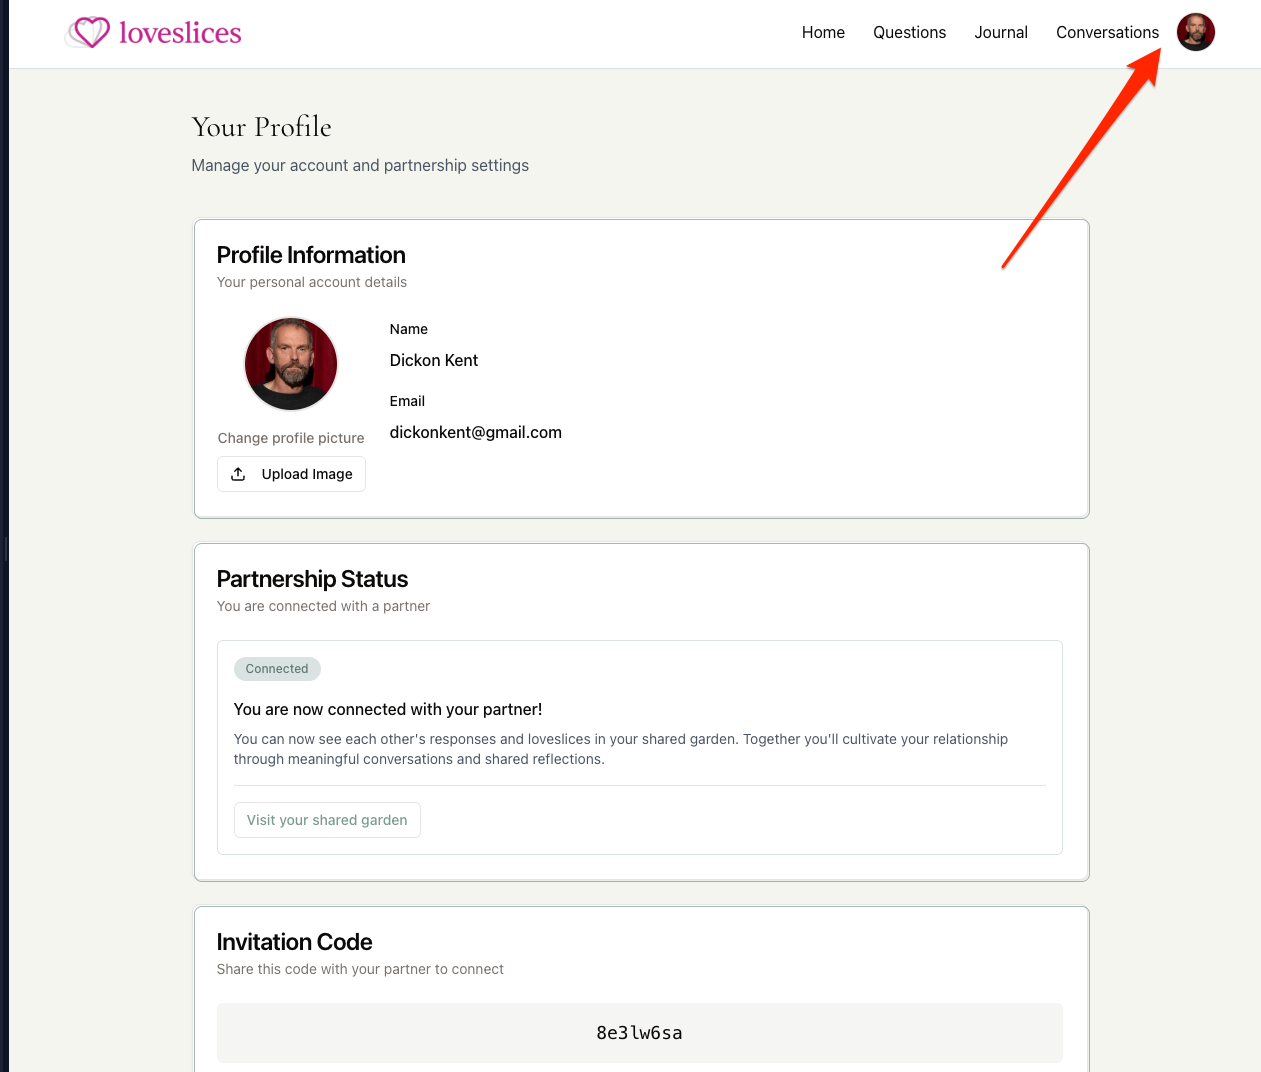 loveslices
Home Questions Journal Conversations
Your Profile
Manage your account and partnership settings
Profile Information
Your personal account details
Name
Dickon Kent
Email
dickonkent@gmail.com
Change profile picture
Upload Image
Partnership Status
You are connected with a partner
Connected
You are now connected with your partner!
You can now see each other's responses and loveslices in your shared garden. Together you'll cultivate your relationship
through meaningful conversations and shared reflections.
Visit your shared garden
Invitation Code
Share this code with your partner to connect
8e3lw6sa